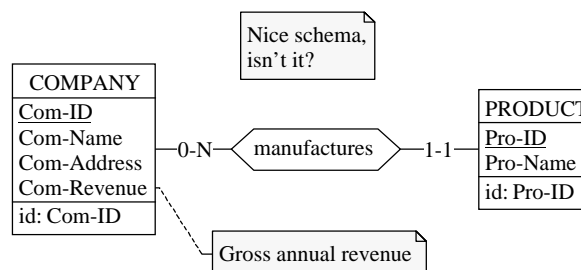 Nice schema,
isn't it?
COMPANY
Com-ID
Com-Name
Com-Address
Com-Revenue
id: Com-ID
0-N
manufactures
1-1
PRODUCT
Pro-ID
Pro-Name
id: Pro-ID
Gross annual revenue